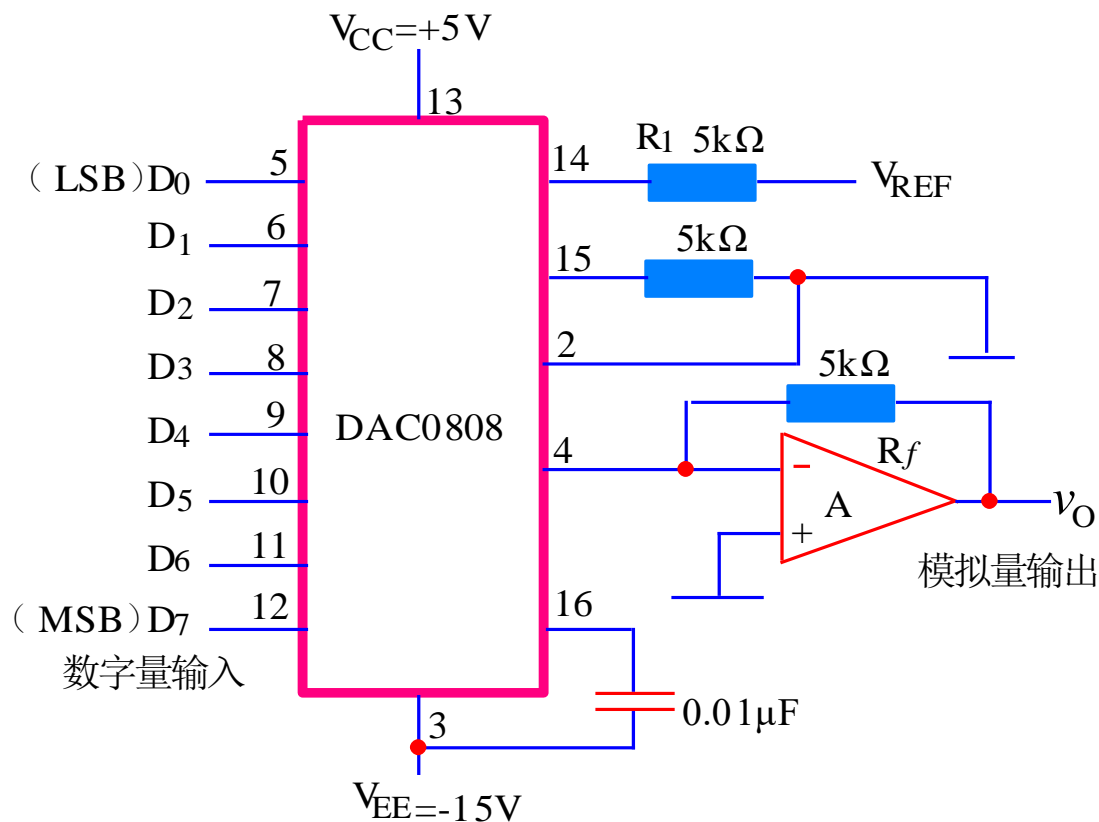 VCC=+5V
13
(LSB)D0
5
14
R1 5kΩ
VREF
D1
6
5kΩ
15
D2
7
2
D3
8
5kΩ
D4
9
DAC0808
4
Rf
-
D5
10
A
vO
+
D6
11
模拟量输出
(MSB)D7
12
16
数字量输入
3
0.01μF
VEE=-15V